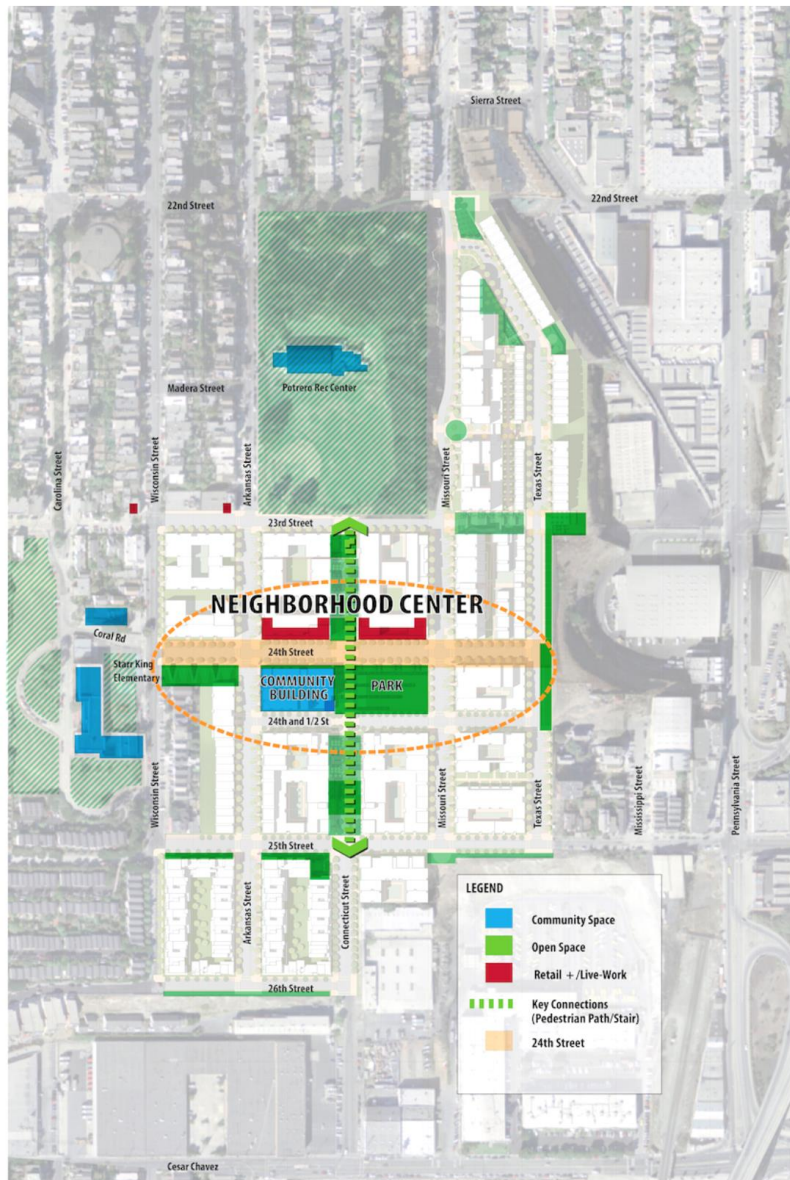 Sierra Street
22nd Street
22nd Street
Potrero Rec Center
Madera Street
Carolina Street
Wisconsin Street
Arkansas Street
Missouri Street
Texas Street
23rd Street
NEIGHBORHOOD CENTER
Coral Rd
24th Street
Starr King
Elementary
COMMUNITY
BUILDING
PARK
24th and 1/2 St
Wisconsin Street
Missouri Street
Texas Street
Mississippi Street
Pennsylvania Street
25th Street
Arkansas Street
Connecticut Street
26th Street
LEGEND
Community Space
Open Space
Retail +/Live-Work
Key Connections
(Pedestrian Path/Stair)
24th Street
Cesar Chavez